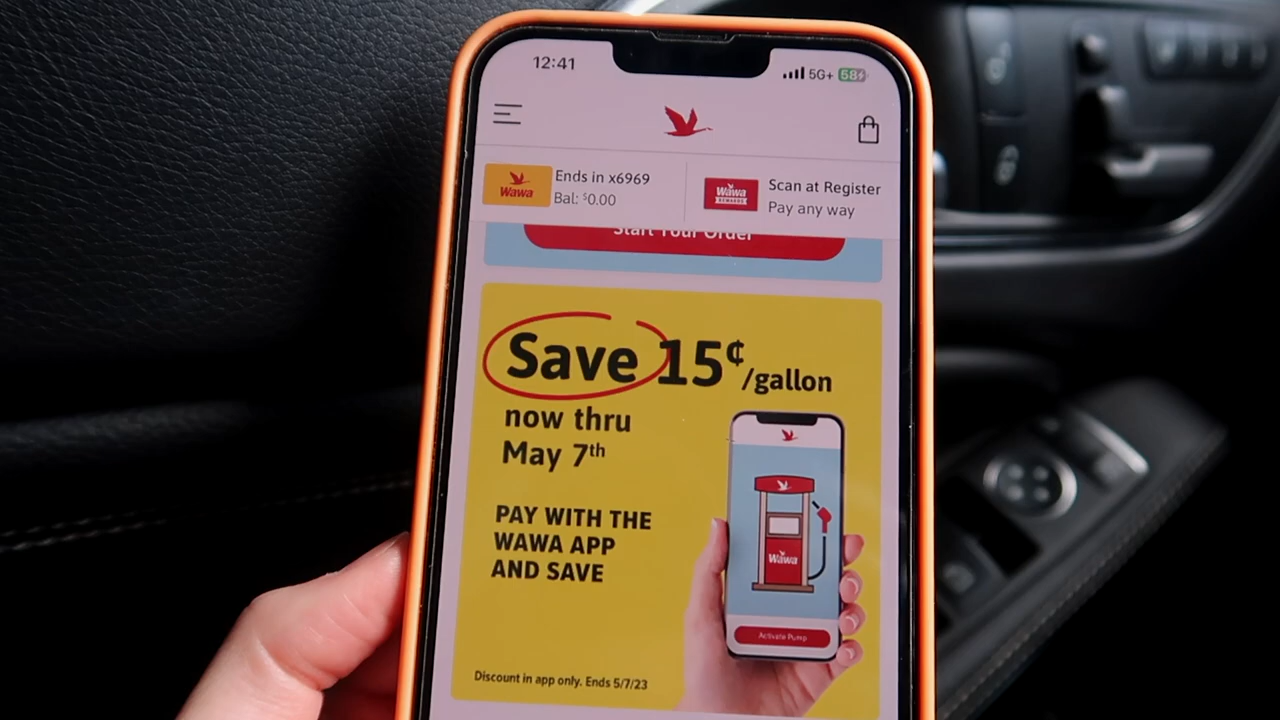 12:41 5G+ 58
Wawa Ends in x6969
Bal: $0.00
Wawa REWARDS Scan at Register
Pay any way
Start Your Order
Save 15¢/gallon
now thru
May 7th
PAY WITH THE
WAWA APP
AND SAVE
Wawa
Activate Pump
Discount in app only. Ends 5/7/23